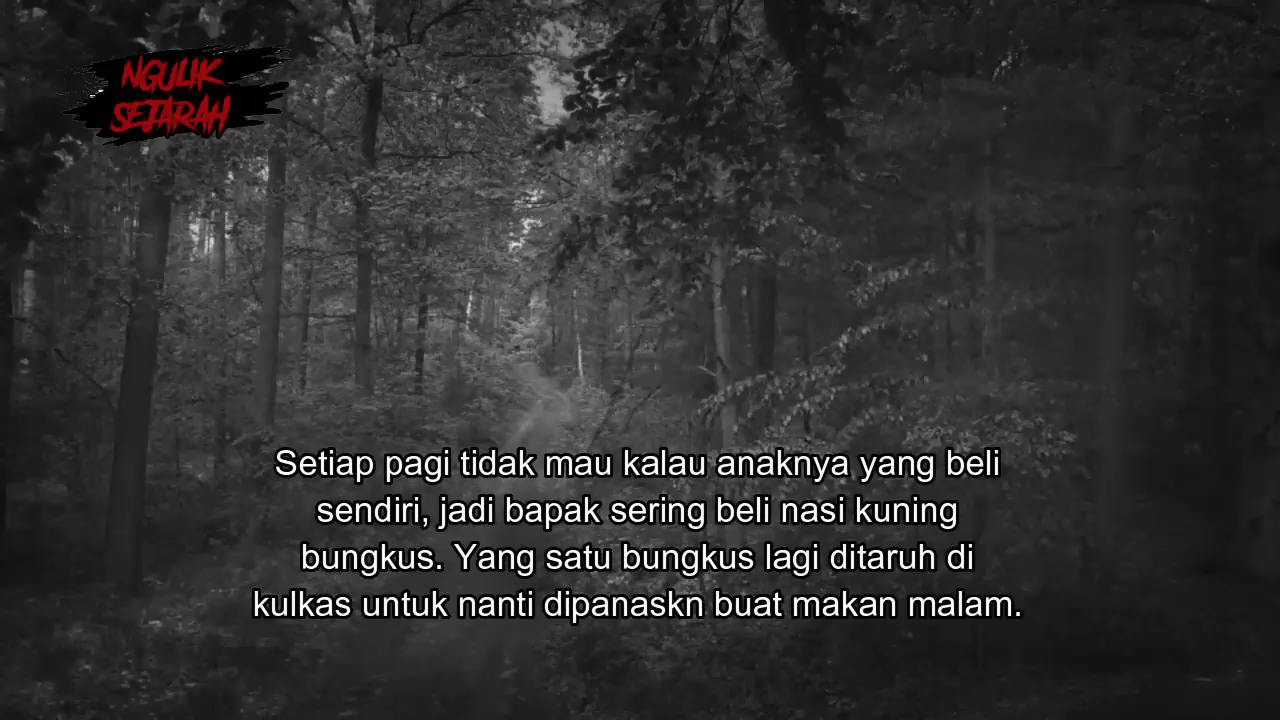 NGULIK
SEJARAH
Setiap pagi tidak mau kalau anaknya yang beli
sendiri, jadi bapak sering beli nasi kuning
bungkus. Yang satu bungkus lagi ditaruh di
kulkas untuk nanti dipanaskn buat makan malam.